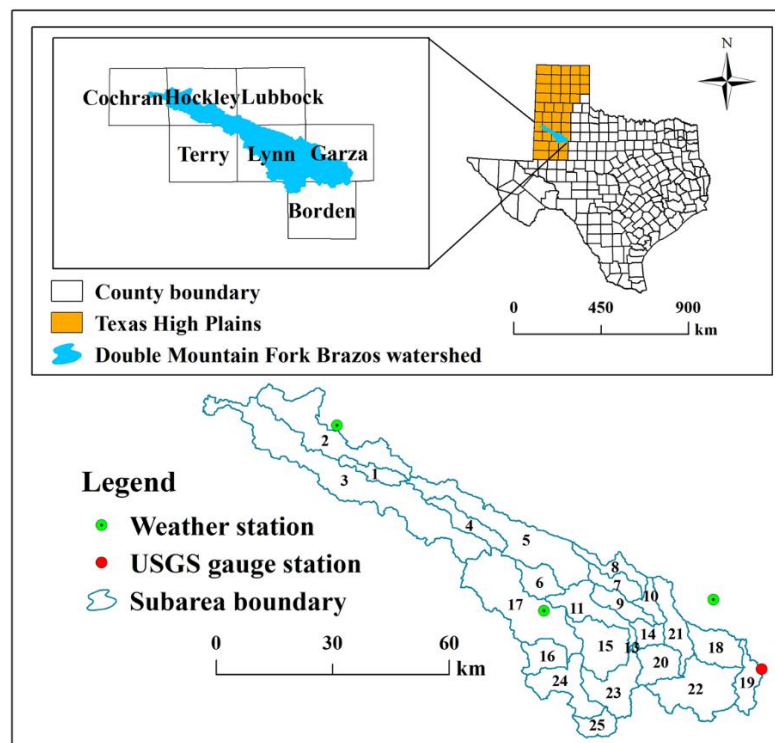 N
Cochran Hockley Lubbock
Terry Lynn Garza
Borden
County boundary
Texas High Plains
Double Mountain Fork Brazos watershed
0 450 900
km
Legend
Weather station
USGS gauge station
Subarea boundary
0 30 60
km
2
1
3
4
5
8
6
7
10
17
9
11
14
21
13
15
18
16
20
24
19
23
22
25